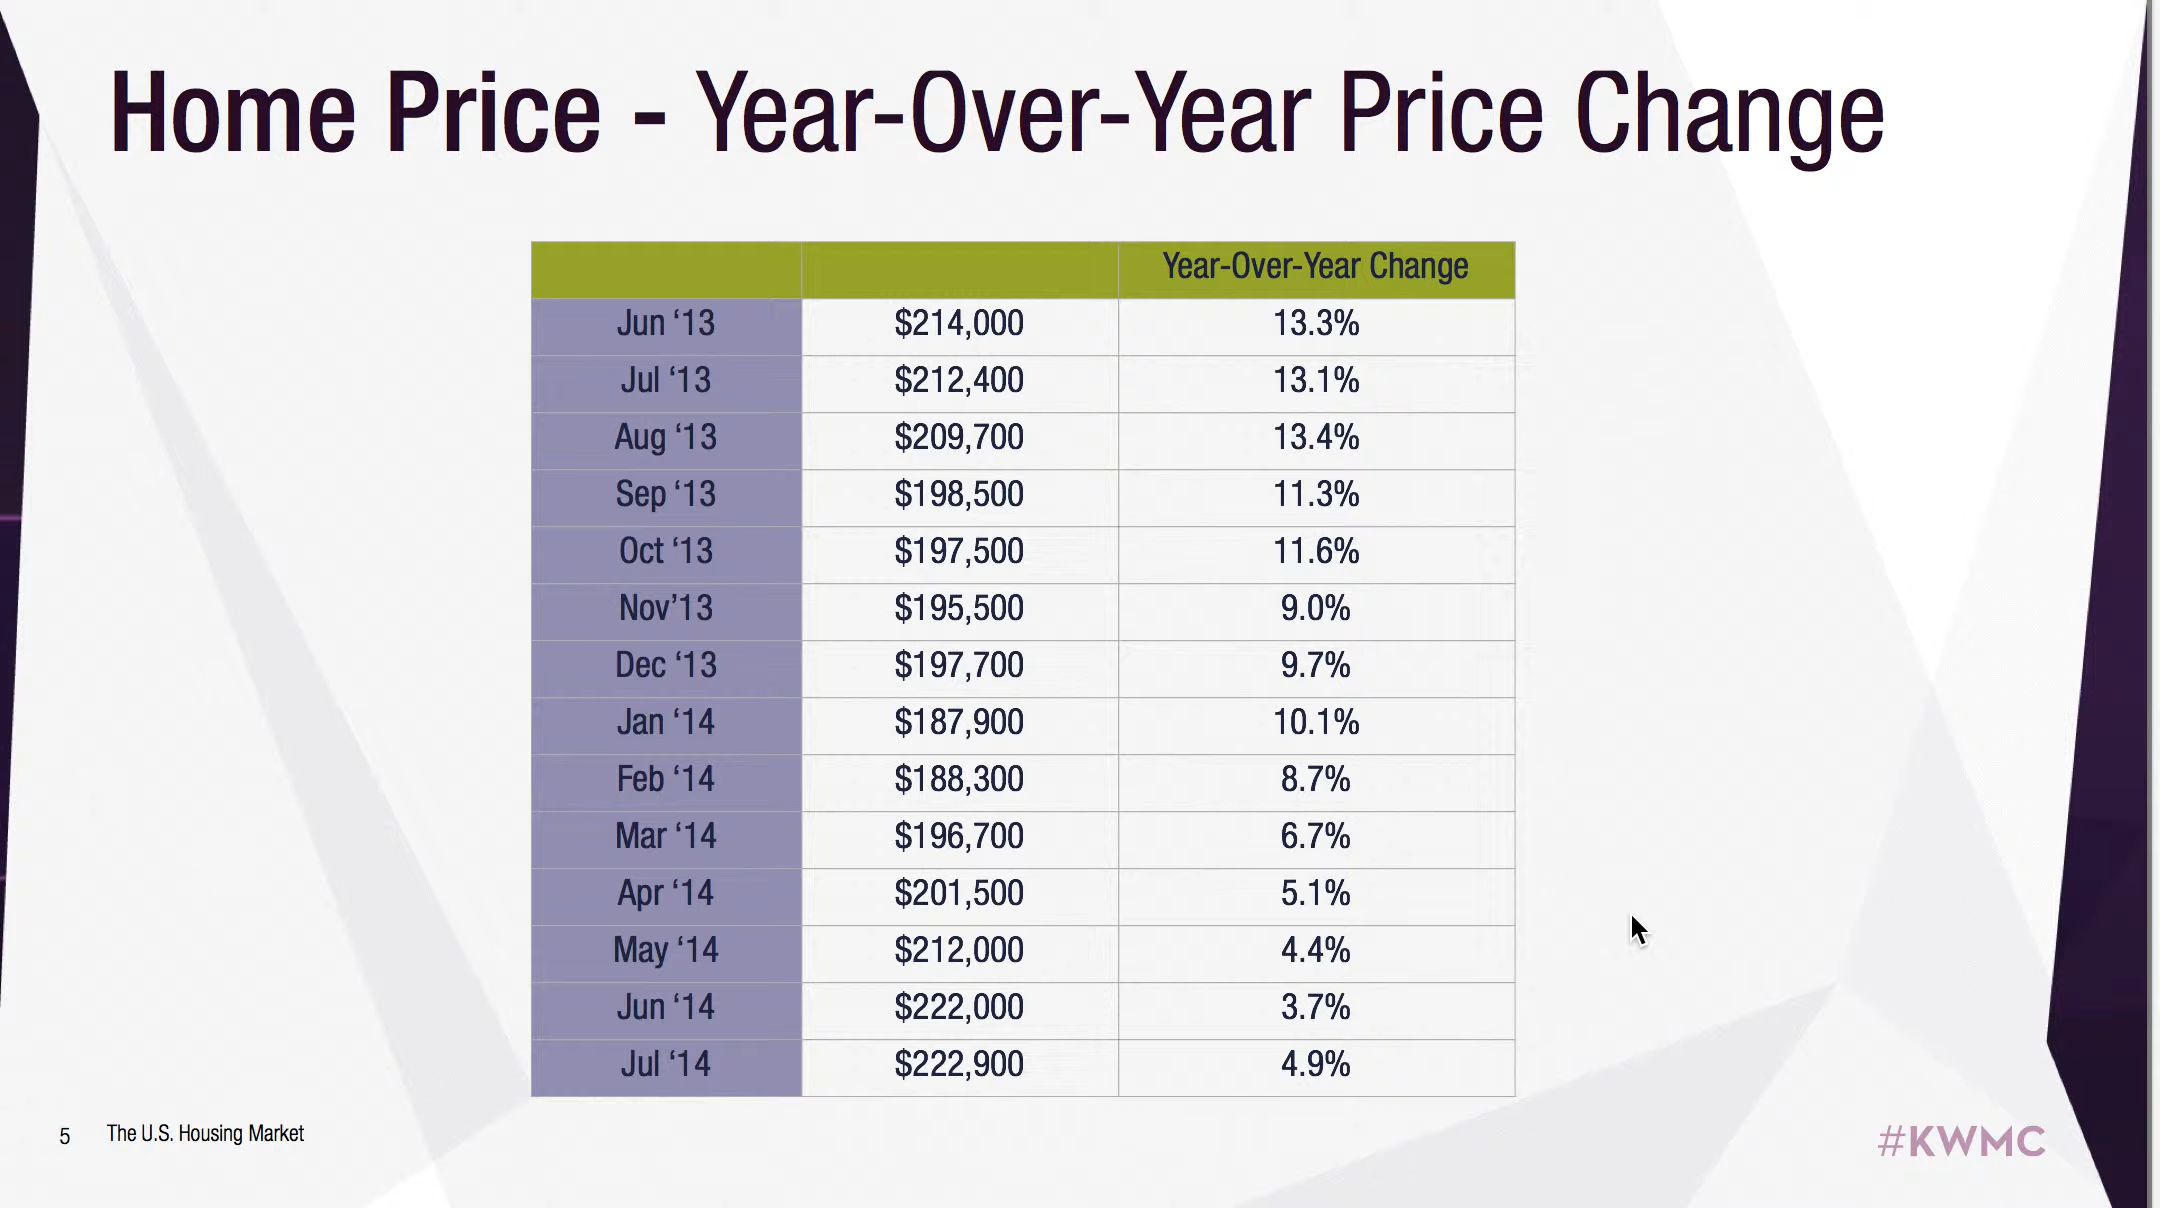 Home Price - Year-Over-Year Price Change
Year-Over-Year Change
Jun ‘13 $214,000 13.3%
Jul ‘13 $212,400 13.1%
Aug ‘13 $209,700 13.4%
Sep ‘13 $198,500 11.3%
Oct ‘13 $197,500 11.6%
Nov’13 $195,500 9.0%
Dec ‘13 $197,700 9.7%
Jan ‘14 $187,900 10.1%
Feb ‘14 $188,300 8.7%
Mar ‘14 $196,700 6.7%
Apr ‘14 $201,500 5.1%
May ‘14 $212,000 4.4%
Jun ‘14 $222,000 3.7%
Jul ‘14 $222,900 4.9%
5 The U.S. Housing Market
#KWMC